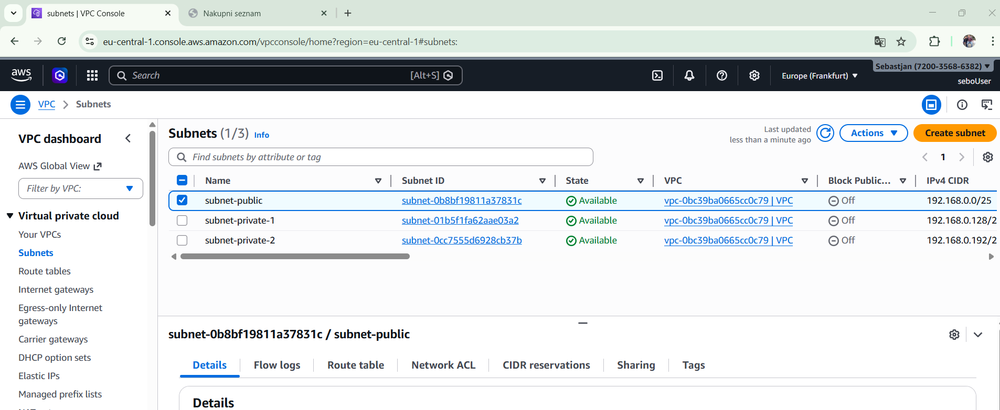 subnets | VPC Console
Nakupni seznam
eu-central-1.console.aws.amazon.com/vpcconsole/home?region=eu-central-1#subnets:
aws
Search
[Alt+S]
Europe (Frankfurt)
Sebastjan (7200-3568-6382)
seboUser
VPC
Subnets
VPC dashboard
AWS Global View
Filter by VPC:
Virtual private cloud
Your VPCs
Subnets
Route tables
Internet gateways
Egress-only Internet
gateways
Carrier gateways
DHCP option sets
Elastic IPs
Managed prefix lists
Subnets (1/3) Info
Last updated
less than a minute ago
Actions
Create subnet
Find subnets by attribute or tag
1
Name Subnet ID State VPC Block Public... IPv4 CIDR
subnet-public subnet-0b8bf19811a37831c Available vpc-0bc39ba0665cc0c79 | VPC Off 192.168.0.0/25
subnet-private-1 subnet-01b5f1fa62aae03a2 Available vpc-0bc39ba0665cc0c79 | VPC Off 192.168.0.128/2
subnet-private-2 subnet-0cc7555d6928cb37b Available vpc-0bc39ba0665cc0c79 | VPC Off 192.168.0.192/2
subnet-0b8bf19811a37831c / subnet-public
Details Flow logs Route table Network ACL CIDR reservations Sharing Tags
Details